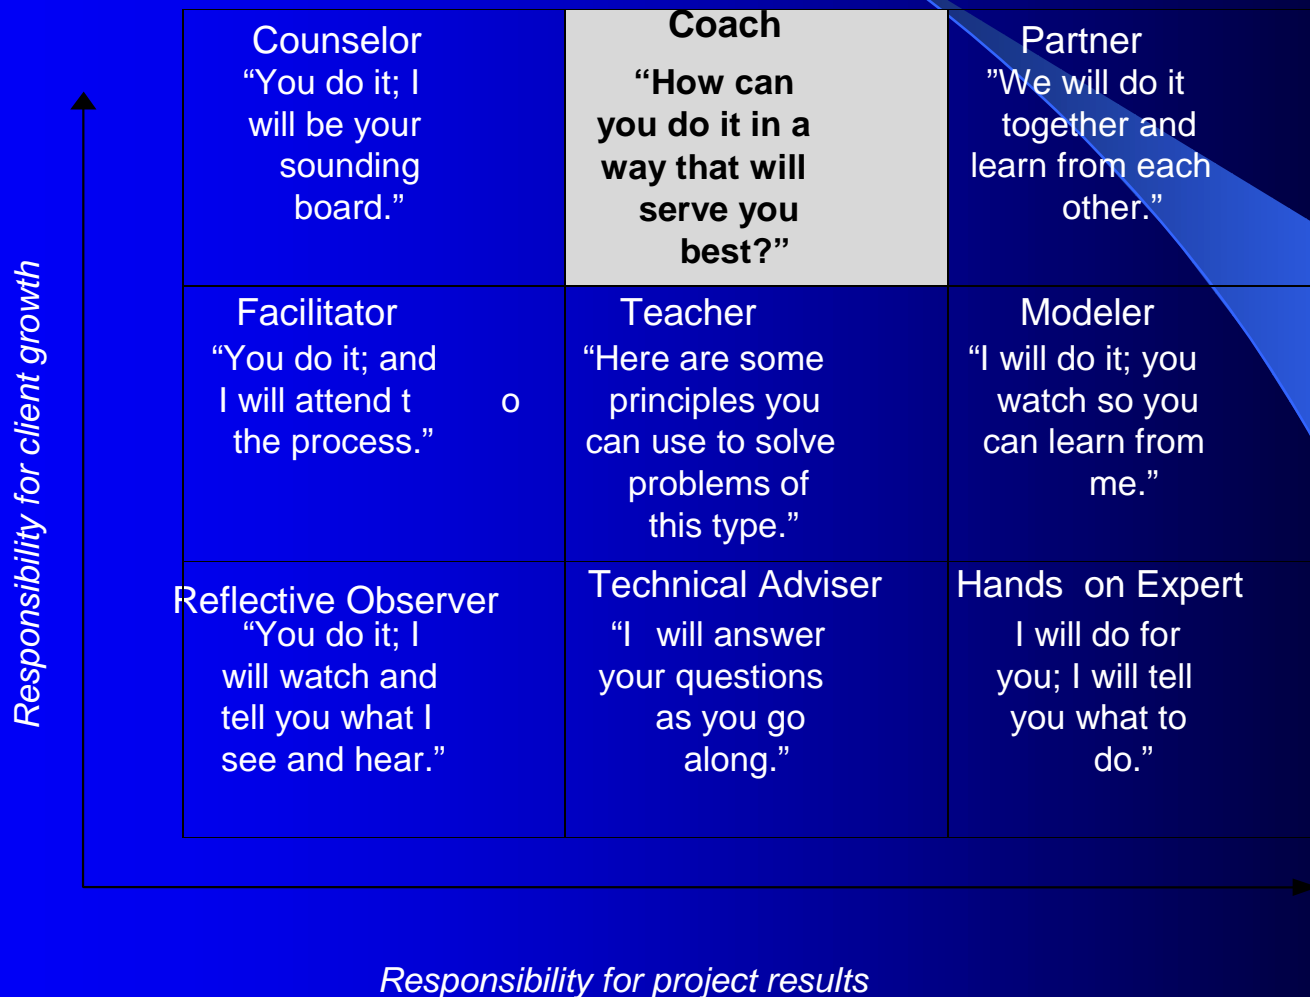 Counselor
“You do it; I
will be your
sounding
board.”
Coach
“How can
you do it in a
way that will
serve you
best?”
Partner
”We will do it
together and
learn from each
other.”
Facilitator
“You do it; and
I will attend t o
the process.”
Teacher
“Here are some
principles you
can use to solve
problems of
this type.”
Modeler
“I will do it; you
watch so you
can learn from
me.”
Reflective Observer
“You do it; I
will watch and
tell you what I
see and hear.”
Technical Adviser
“I will answer
your questions
as you go
along.”
Hands on Expert
I will do for
you; I will tell
you what to
do.”
Responsibility for client growth
Responsibility for project results